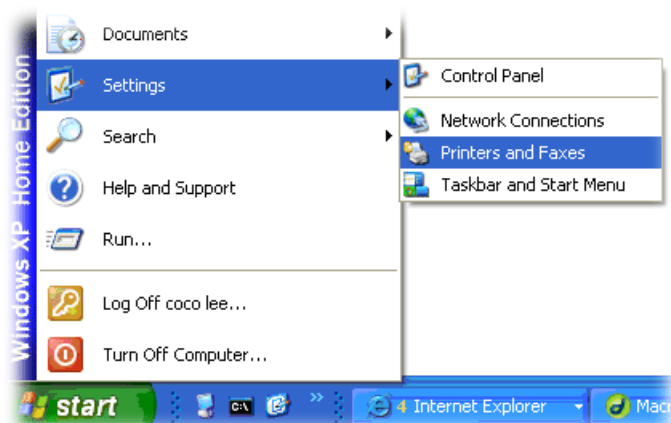 Windows XP Home Edition
Documents
Settings
Search
Help and Support
Run...
Log Off coco lee...
Turn Off Computer...
Control Panel
Network Connections
Printers and Faxes
Taskbar and Start Menu
start
C:\
»
4 Internet Explorer